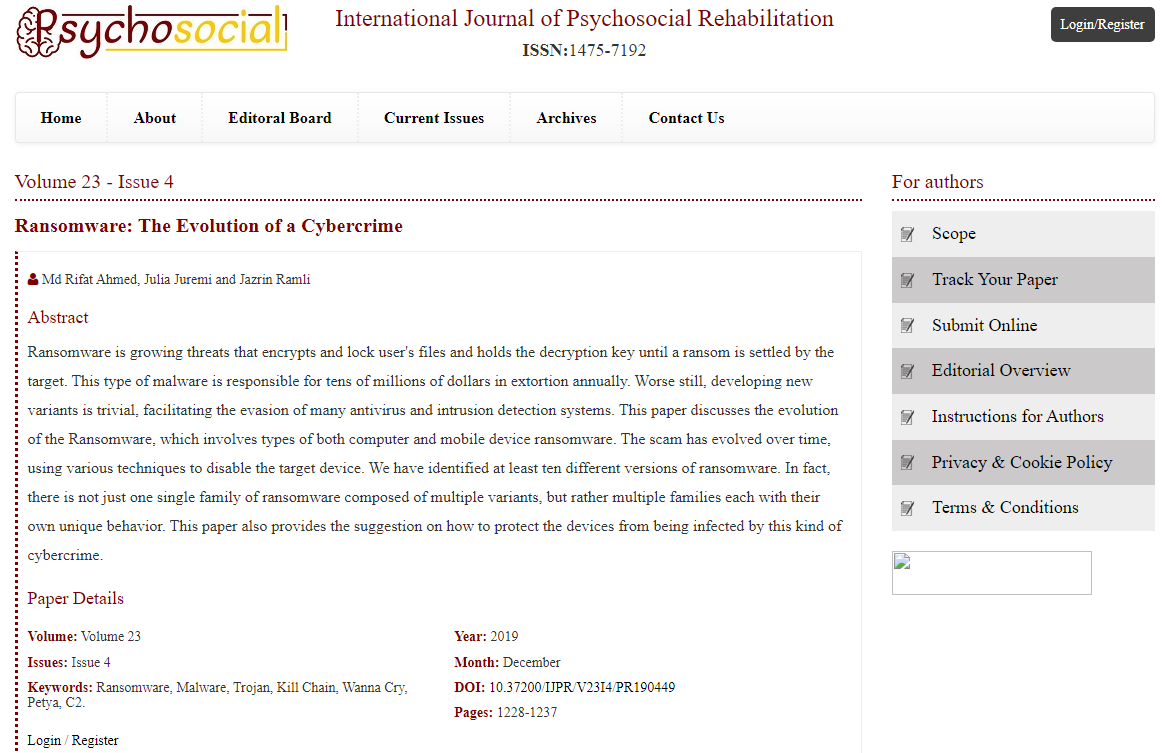 Psychosocial
International Journal of Psychosocial Rehabilitation
ISSN:1475-7192
Login/Register
Home
About
Editoral Board
Current Issues
Archives
Contact Us
Volume 23 - Issue 4
Ransomware: The Evolution of a Cybercrime
Md Rifat Ahmed, Julia Juremi and Jazrin Ramli
Abstract
Ransomware is growing threats that encrypts and lock user's files and holds the decryption key until a ransom is settled by the
target. This type of malware is responsible for tens of millions of dollars in extortion annually. Worse still, developing new
variants is trivial, facilitating the evasion of many antivirus and intrusion detection systems. This paper discusses the evolution
of the Ransomware, which involves types of both computer and mobile device ransomware. The scam has evolved over time,
using various techniques to disable the target device. We have identified at least ten different versions of ransomware. In fact,
there is not just one single family of ransomware composed of multiple variants, but rather multiple families each with their
own unique behavior. This paper also provides the suggestion on how to protect the devices from being infected by this kind of
cybercrime.
Paper Details
Volume: Volume 23
Issues: Issue 4
Keywords: Ransomware, Malware, Trojan, Kill Chain, Wanna Cry,
Petya, C2.
Year: 2019
Month: December
DOI: 10.37200/IJPR/V23I4/PR190449
Pages: 1228-1237
Login / Register
For authors
Scope
Track Your Paper
Submit Online
Editorial Overview
Instructions for Authors
Privacy & Cookie Policy
Terms & Conditions